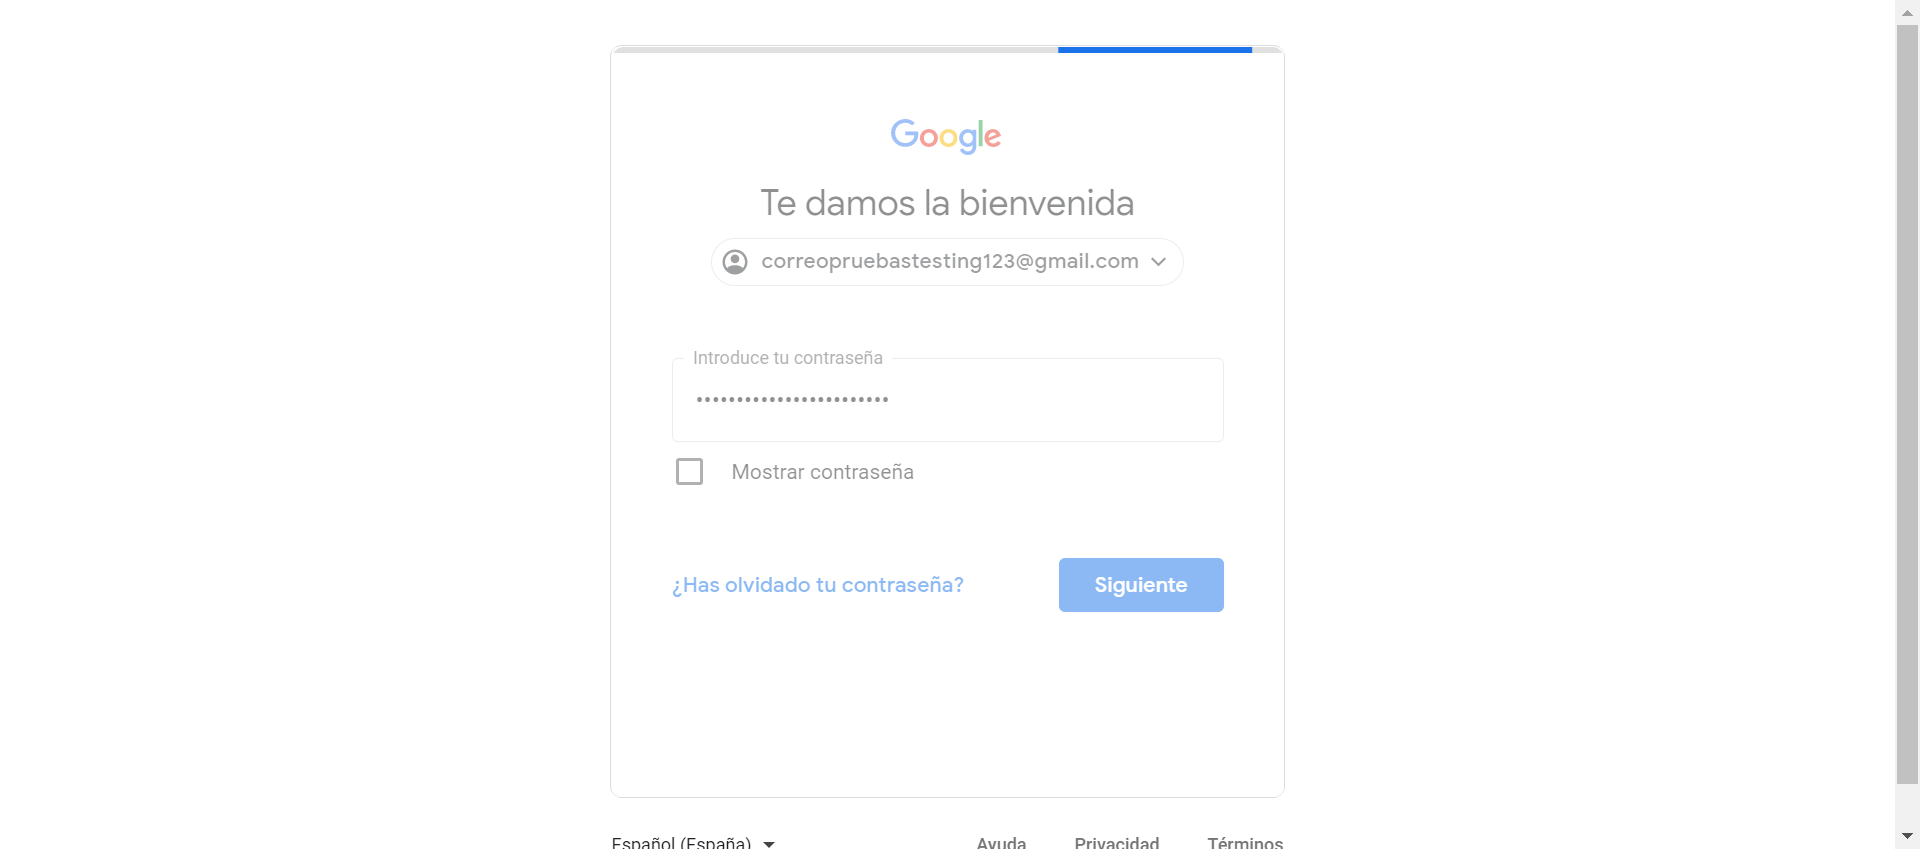 Google
Te damos la bienvenida
correopruebastesting123@gmail.com
Introduce tu contraseña
••••••••••••••••••••••••
Mostrar contraseña
¿Has olvidado tu contraseña?
Siguiente
Español (España)
Ayuda
Privacidad
Términos